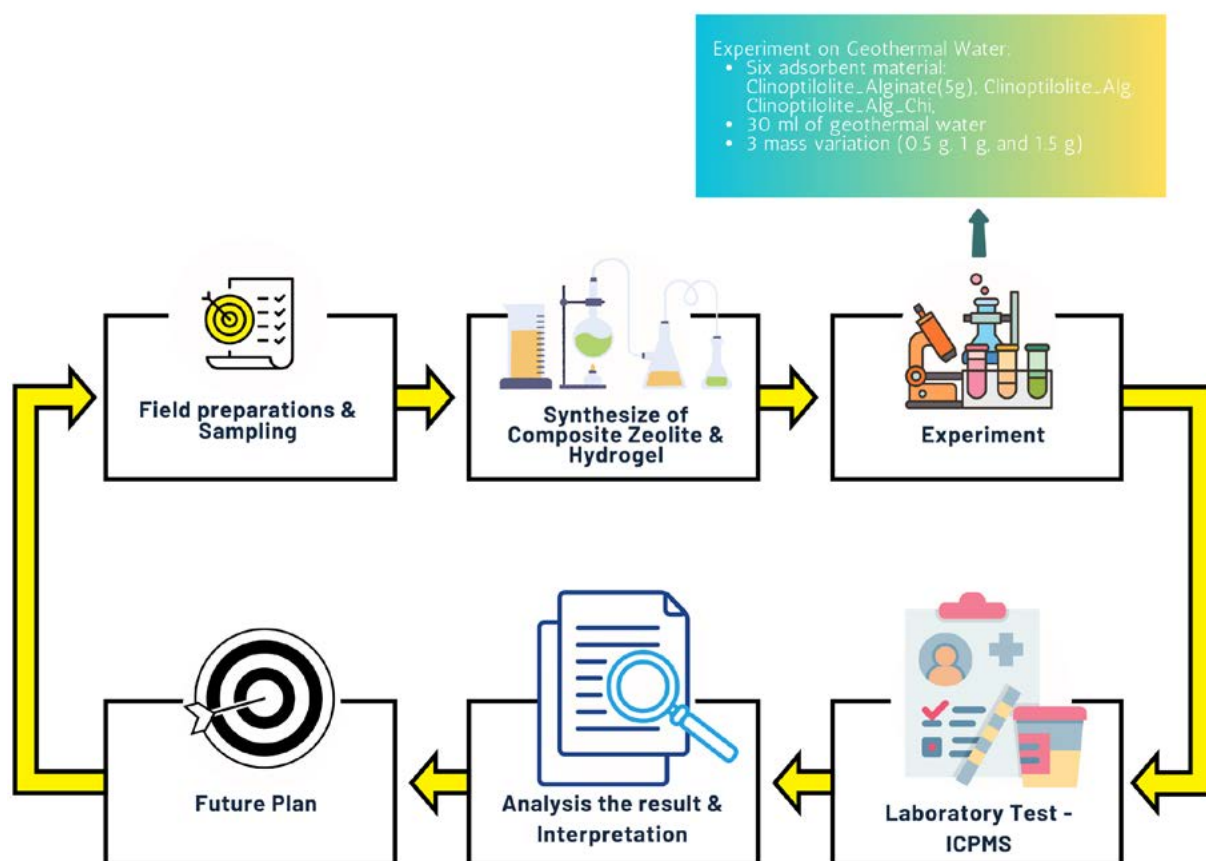 Experiment on Geothermal Water:
• Six adsorbent material:
Clinoptilolite_Alginate(5g), Clinoptilolite_Alg,
Clinoptilolite_Alg_Chi,
• 30 ml of geothermal water
• 3 mass variation (0.5 g, 1 g, and 1.5 g)
Field preparations &
Sampling
Synthesize of
Composite Zeolite &
Hydrogel
Experiment
Future Plan
Analysis the result &
Interpretation
Laboratory Test -
ICPMS